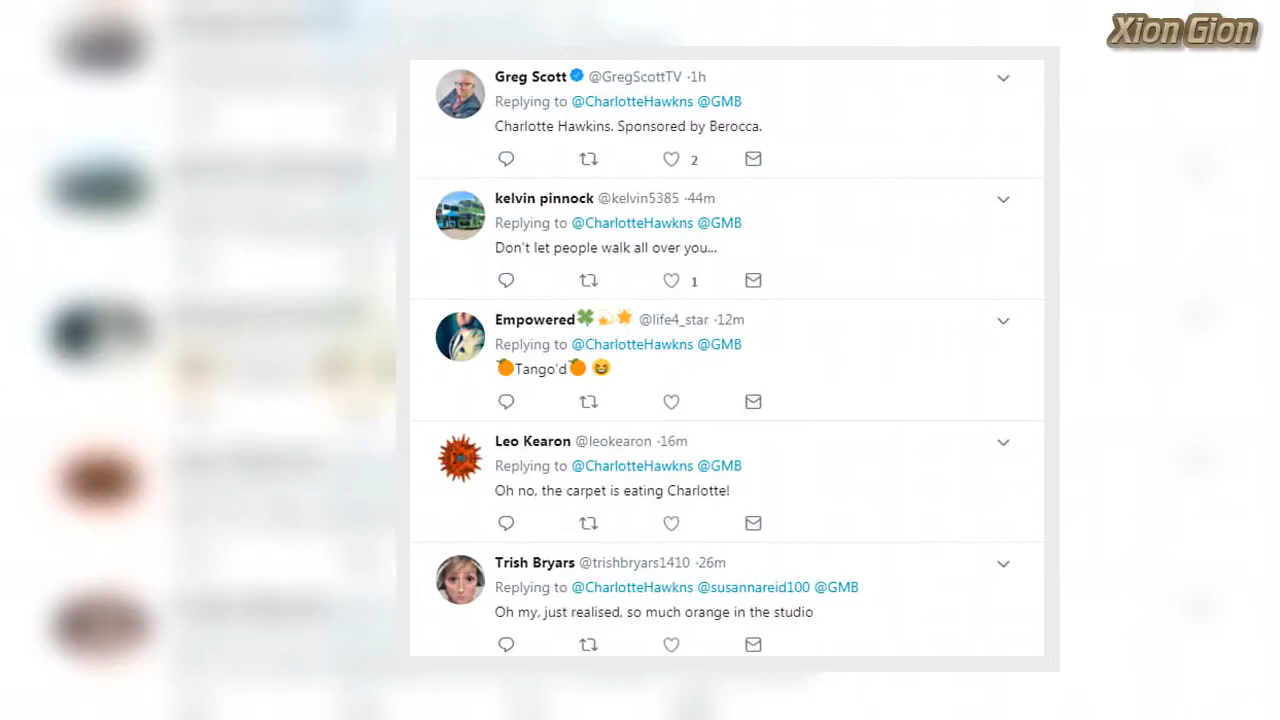 Xion Gion
Greg Scott @GregScottTV ·1h
Replying to @CharlotteHawkns @GMB
Charlotte Hawkins. Sponsored by Berocca.
2
kelvin pinnock @kelvin5385 ·44m
Replying to @CharlotteHawkns @GMB
Don't let people walk all over you...
1
Empowered🍀💫🌟 @life4_star ·12m
Replying to @CharlotteHawkns @GMB
🍊Tango'd🍊 😆
Leo Kearon @leokearon ·16m
Replying to @CharlotteHawkns @GMB
Oh no, the carpet is eating Charlotte!
Trish Bryars @trishbryars1410 ·26m
Replying to @CharlotteHawkns @susannareid100 @GMB
Oh my, just realised, so much orange in the studio